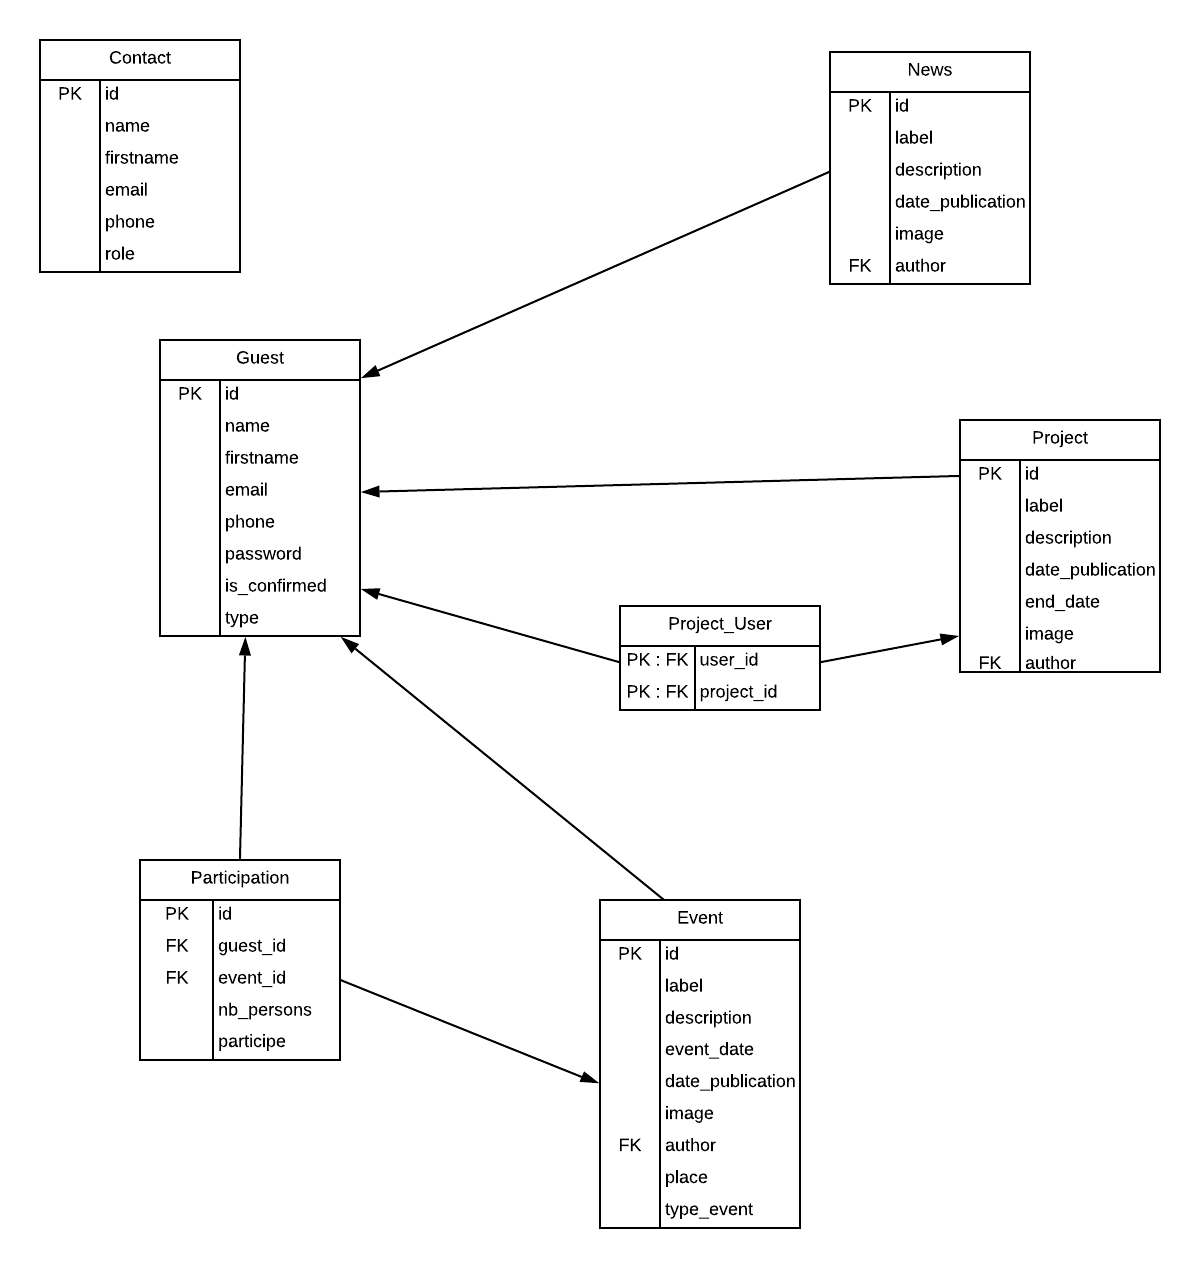 Contact
PK id
name
firstname
email
phone
role
News
PK id
label
description
date_publication
image
FK author
Guest
PK id
name
firstname
email
phone
password
is_confirmed
type
Project
PK id
label
description
date_publication
end_date
image
FK author
Project_User
PK : FK user_id
PK : FK project_id
Participation
PK id
FK guest_id
FK event_id
nb_persons
participe
Event
PK id
label
description
event_date
date_publication
image
FK author
place
type_event